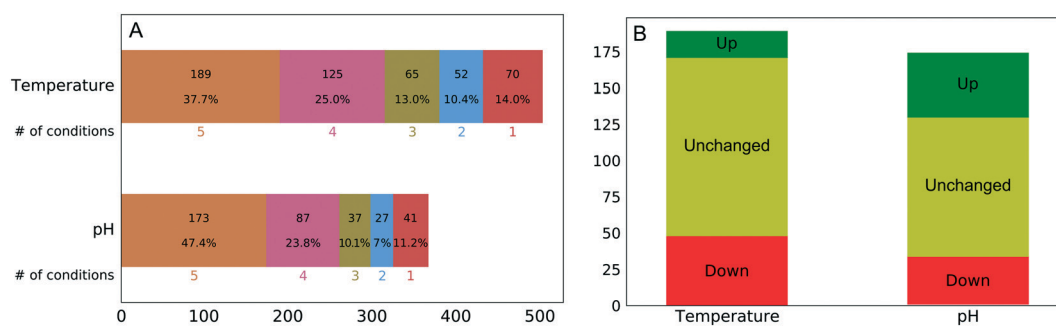 A
Temperature
189 125 65 52 70
37.7% 25.0% 13.0% 10.4% 14.0%
# of conditions 5 4 3 2 1
pH
173 87 37 27 41
47.4% 23.8% 10.1% 7% 11.2%
# of conditions 5 4 3 2 1
0 100 200 300 400 500
B
175
150
125
100
75
50
25
0
Up
Unchanged
Down
Up
Unchanged
Down
Temperature pH